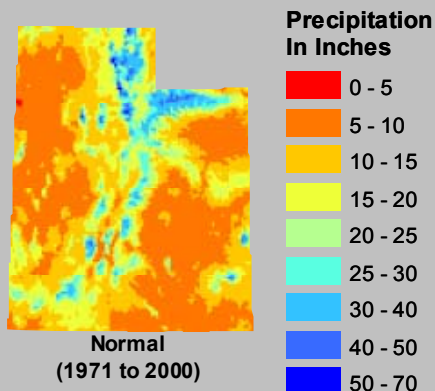 Precipitation
In Inches
0 - 5
5 - 10
10 - 15
15 - 20
20 - 25
25 - 30
30 - 40
40 - 50
50 - 70
Normal
(1971 to 2000)